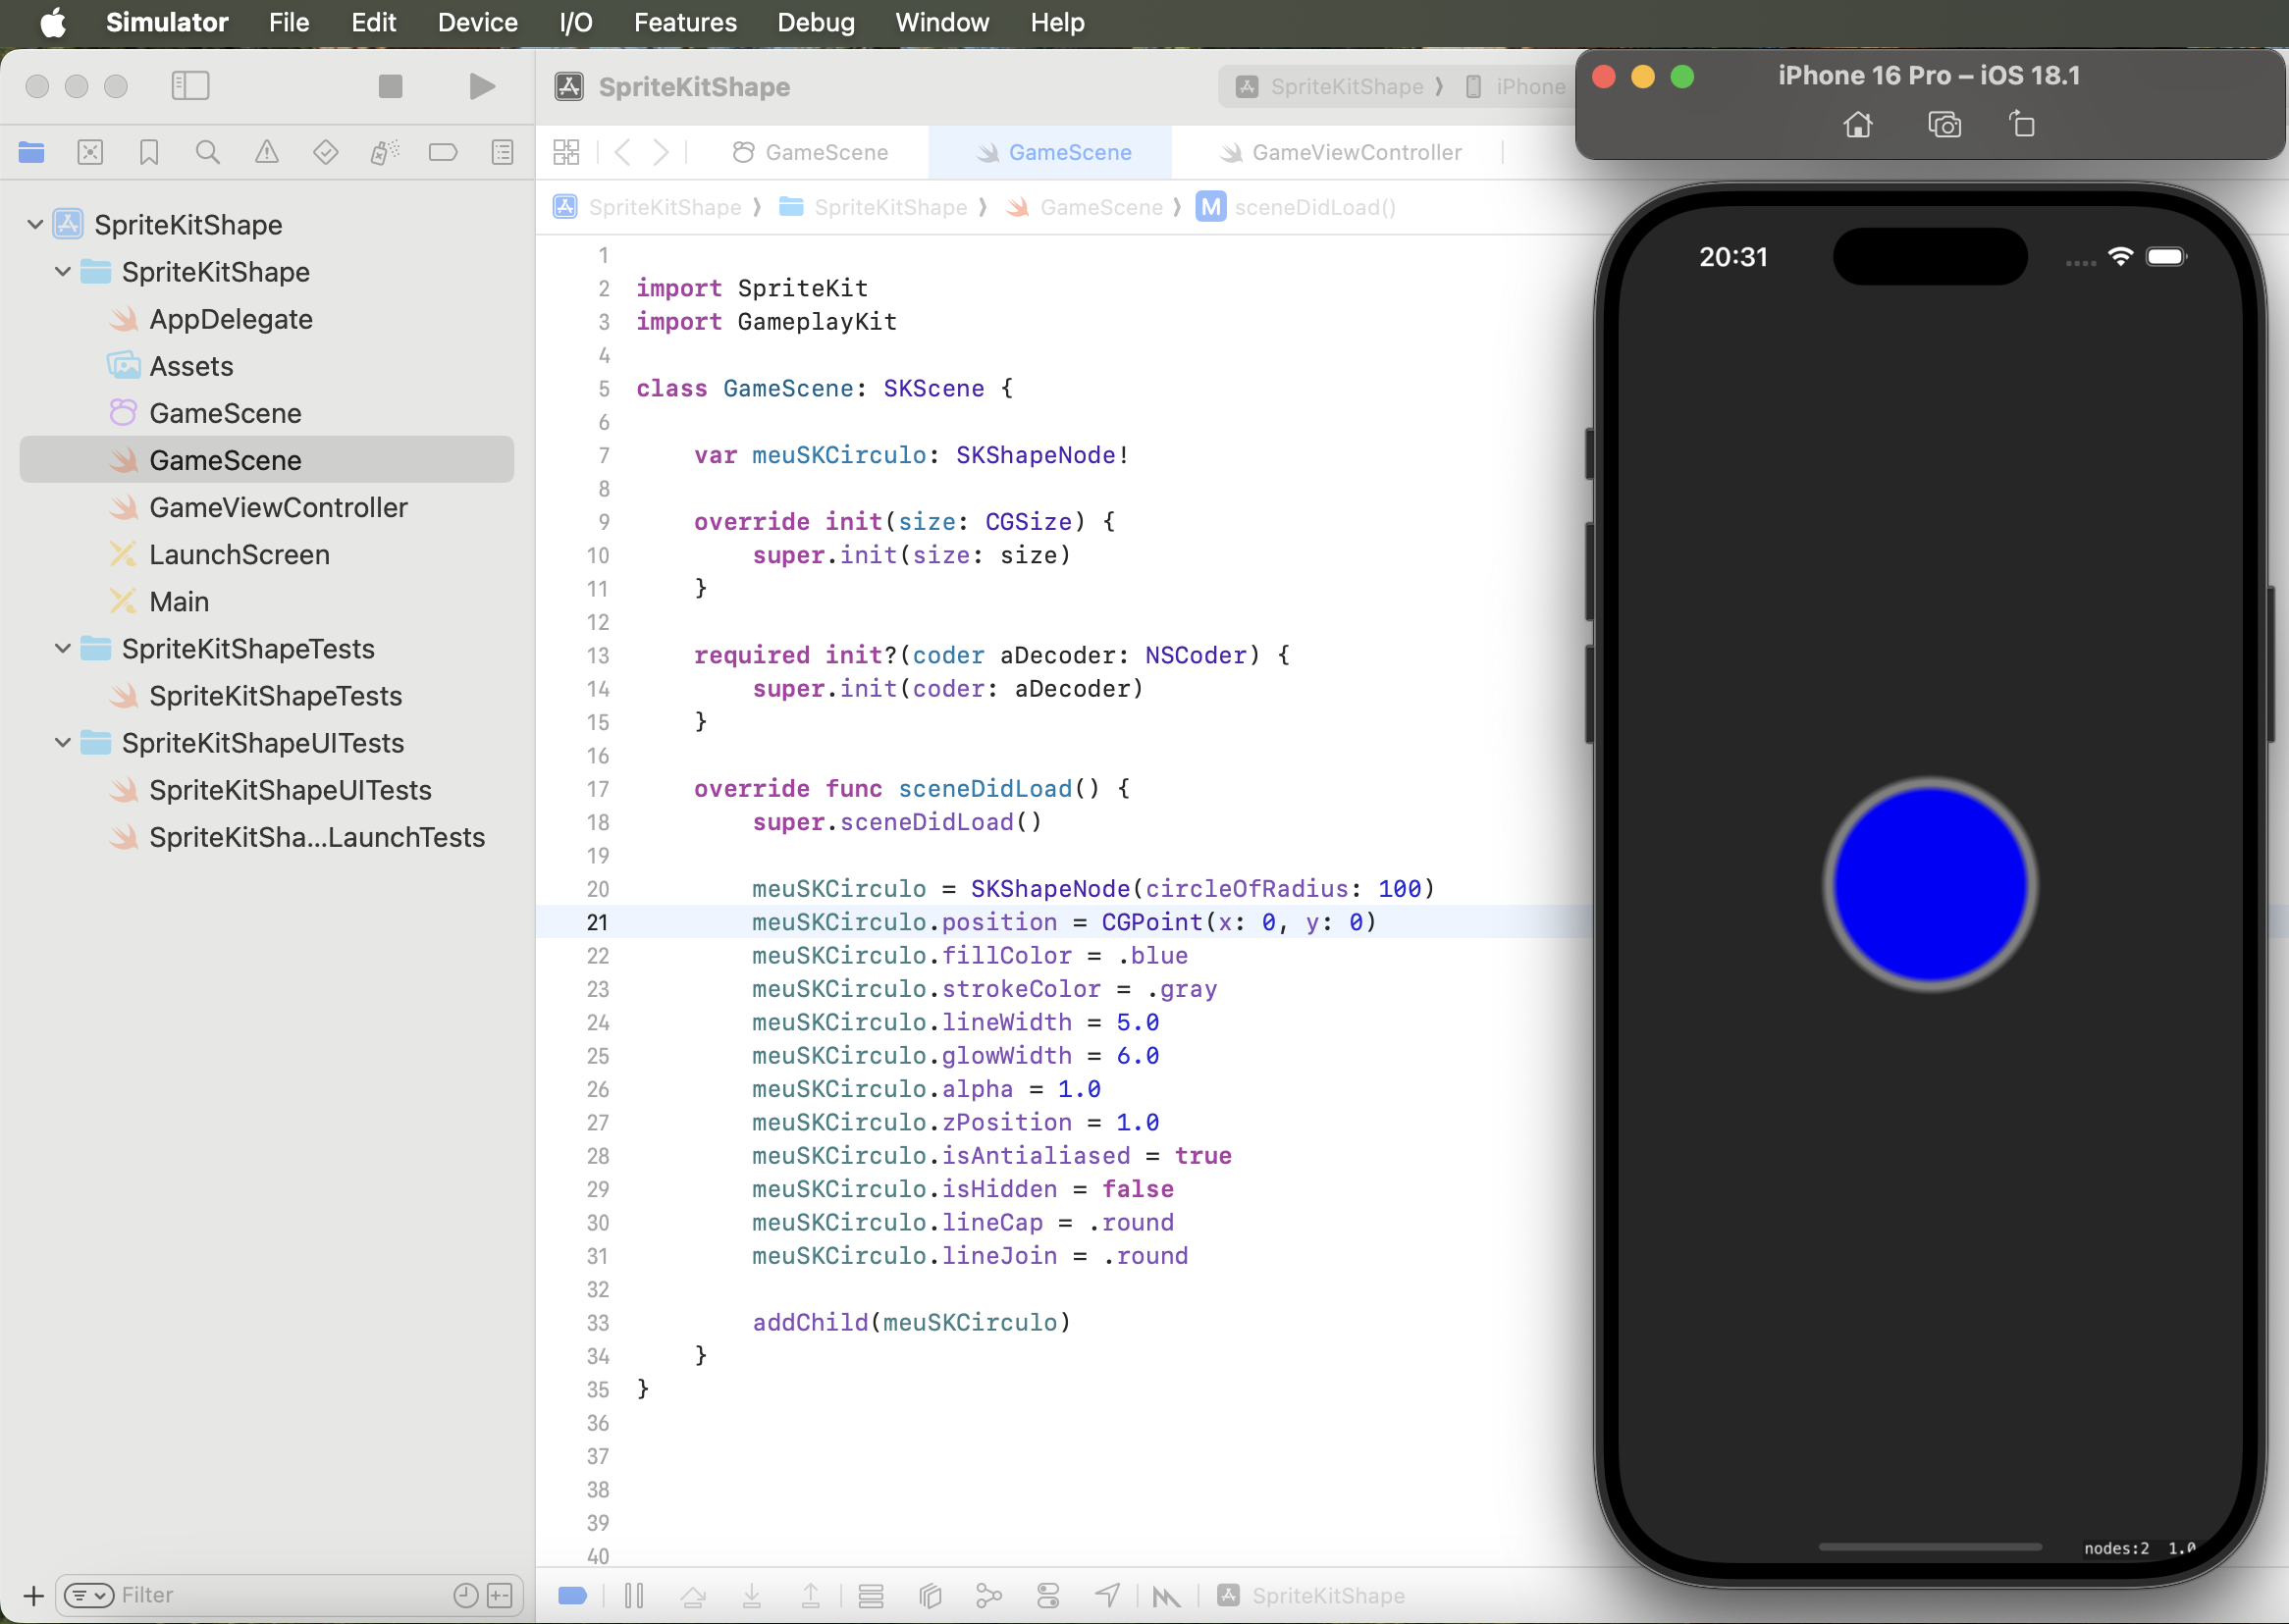 Simulator File Edit Device I/O Features Debug Window Help
SpriteKitShape
SpriteKitShape
AppDelegate
Assets
GameScene
GameScene
GameViewController
LaunchScreen
Main
SpriteKitShapeTests
SpriteKitShapeTests
SpriteKitShapeUITests
SpriteKitShapeUITests
SpriteKitSha...LaunchTests
Filter
SpriteKitShape
SpriteKitShape 〉 iPhone
GameScene GameScene GameViewController
SpriteKitShape 〉 SpriteKitShape 〉 GameScene 〉 M sceneDidLoad()
1
2 import SpriteKit
3 import GameplayKit
4
5 class GameScene: SKScene {
6
7 var meuSKCirculo: SKShapeNode!
8
9 override init(size: CGSize) {
10 super.init(size: size)
11 }
12
13 required init?(coder aDecoder: NSCoder) {
14 super.init(coder: aDecoder)
15 }
16
17 override func sceneDidLoad() {
18 super.sceneDidLoad()
19
20 meuSKCirculo = SKShapeNode(circleOfRadius: 100)
21 meuSKCirculo.position = CGPoint(x: 0, y: 0)
22 meuSKCirculo.fillColor = .blue
23 meuSKCirculo.strokeColor = .gray
24 meuSKCirculo.lineWidth = 5.0
25 meuSKCirculo.glowWidth = 6.0
26 meuSKCirculo.alpha = 1.0
27 meuSKCirculo.zPosition = 1.0
28 meuSKCirculo.isAntialiased = true
29 meuSKCirculo.isHidden = false
30 meuSKCirculo.lineCap = .round
31 meuSKCirculo.lineJoin = .round
32
33 addChild(meuSKCirculo)
34 }
35 }
36
37
38
39
40
SpriteKitShape
iPhone 16 Pro – iOS 18.1
20:31
nodes:2 1.0